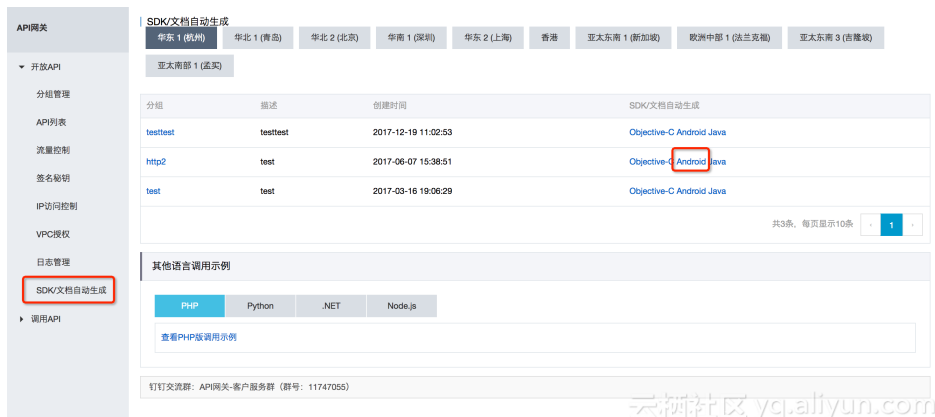 API网关
开放API
分组管理
API列表
流量控制
签名秘钥
IP访问控制
VPC授权
日志管理
SDK/文档自动生成
调用API
SDK/文档自动生成
华东 1 (杭州) 华北 1 (青岛) 华北 2 (北京) 华南 1 (深圳) 华东 2 (上海) 香港 亚太东南 1 (新加坡) 欧洲中部 1 (法兰克福) 亚太东南 3 (吉隆坡)
亚太南部 1 (孟买)
分组 描述 创建时间 SDK/文档自动生成
testtest testtest 2017-12-19 11:02:53 Objective-C Android Java
http2 test 2017-06-07 15:38:51 Objective-C Android Java
test test 2017-03-16 19:06:29 Objective-C Android Java
共3条，每页显示10条 ‹ 1 ›
其他语言调用示例
PHP Python .NET Node.js
查看PHP版调用示例
钉钉交流群：API网关-客户服务群（群号：11747055）
云栖社区 yq.aliyun.com